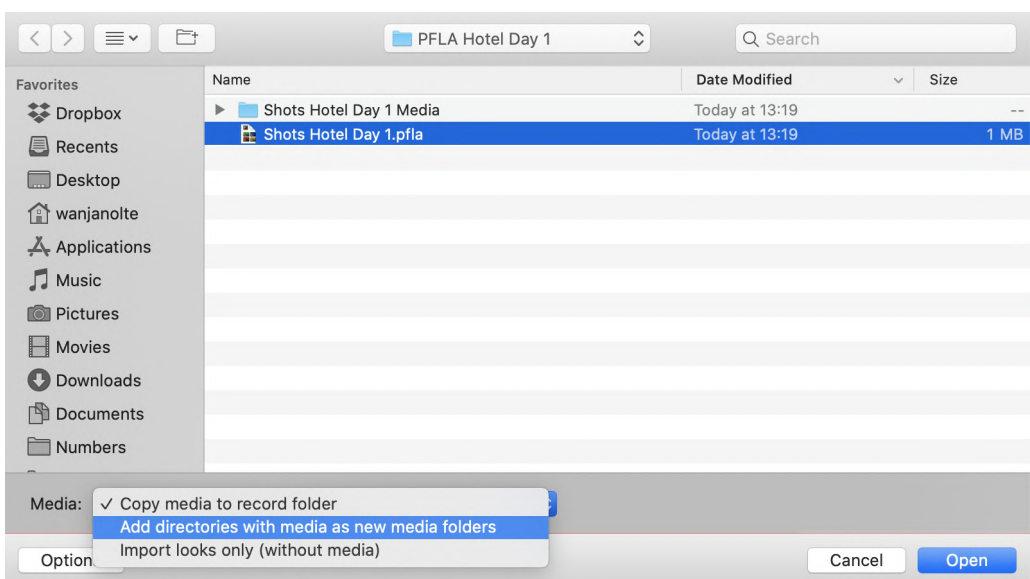 PFLA Hotel Day 1
Search
Favorites
Name Date Modified Size
Dropbox
Shots Hotel Day 1 Media Today at 13:19 --
Shots Hotel Day 1.pfla Today at 13:19 1 MB
Recents
Desktop
wanjanolte
Applications
Music
Pictures
Movies
Downloads
Documents
Numbers
Media:
✓ Copy media to record folder
Add directories with media as new media folders
Import looks only (without media)
Option
Cancel
Open